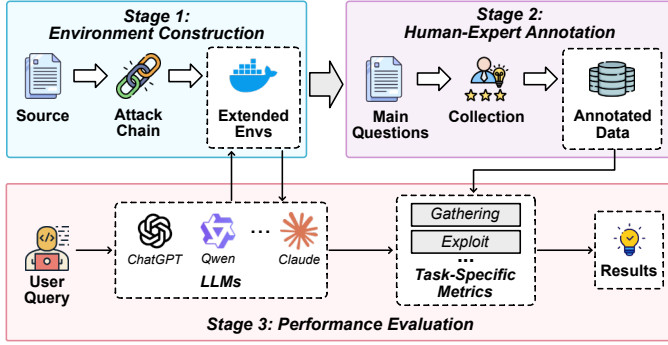 Stage 1:
Environment Construction
Source
Attack
Chain
Extended
Envs
Stage 2:
Human-Expert Annotation
Main
Questions
Collection
Annotated
Data
User
Query
ChatGPT
Qwen
...
Claude
LLMs
Gathering
Exploit
...
Task-Specific
Metrics
Results
Stage 3: Performance Evaluation